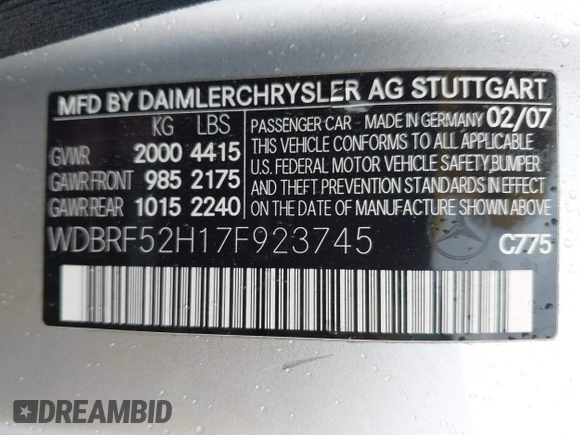 MFD BY DAIMLERCHRYSLER AG STUTTGART
KG LBS
GVWR 2000 4415
GAWR FRONT 985 2175
GAWR REAR 1015 2240
PASSENGER CAR MADE IN GERMANY 02/07
THIS VEHICLE CONFORMS TO ALL APPLICABLE
U.S. FEDERAL MOTOR VEHICLE SAFETY,BUMPER
AND THEFT PREVENTION STANDARDS IN EFFECT
ON THE DATE OF MANUFACTURE SHOWN ABOVE.
WDBRF52H17F923745
C775
DREAMBID